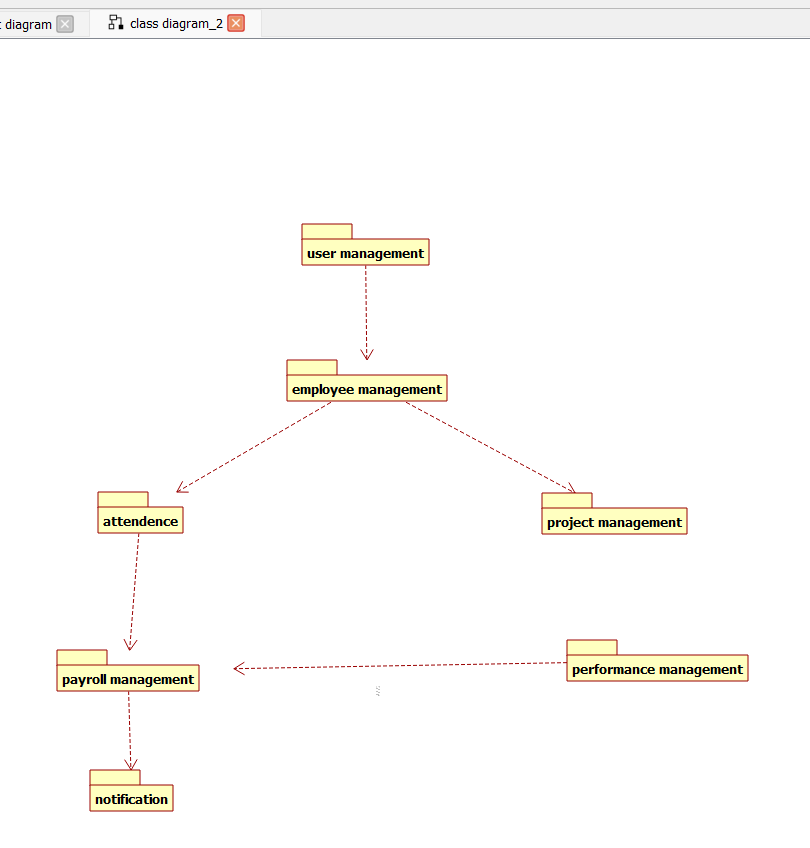 diagram
class diagram_2
user management
employee management
attendence
project management
payroll management
performance management
notification